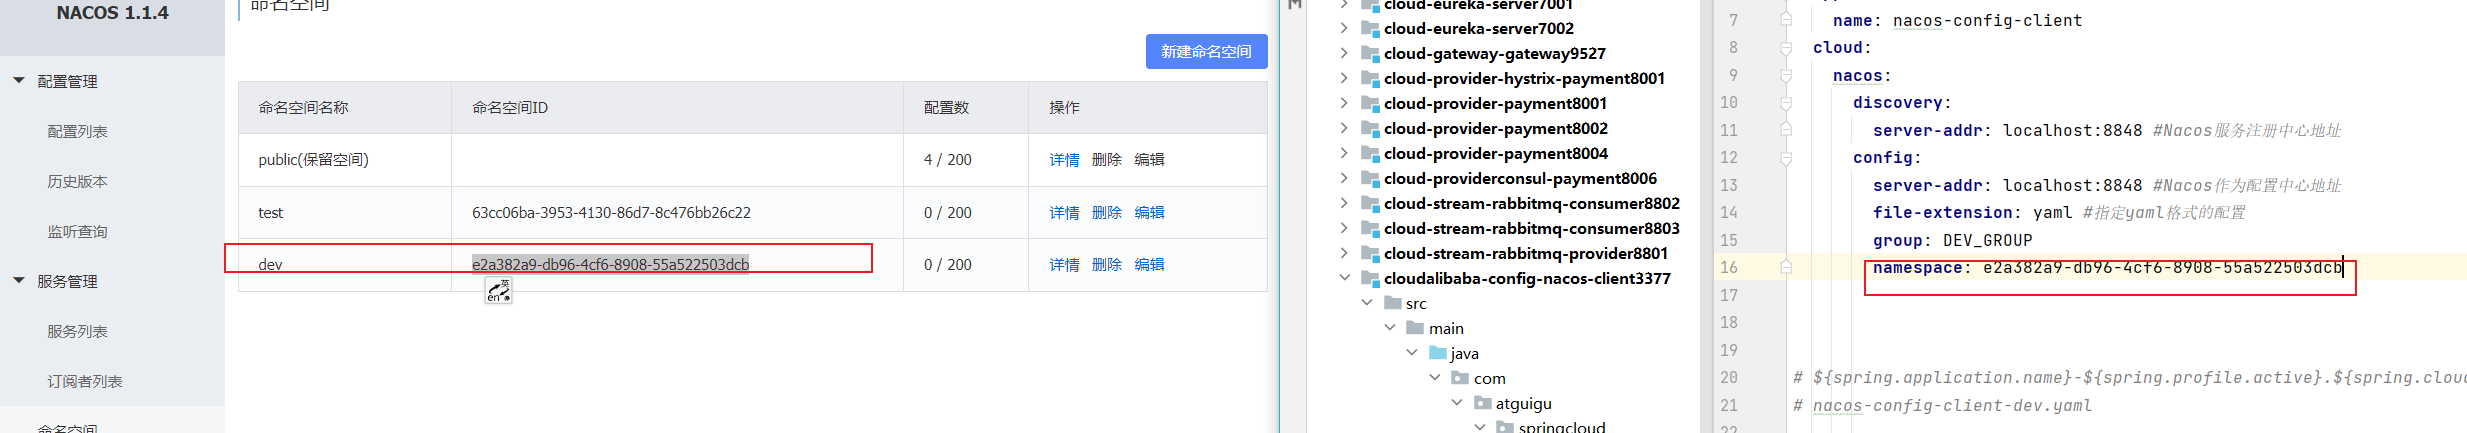 NACOS 1.1.4
配置管理
配置列表
历史版本
监听查询
服务管理
服务列表
订阅者列表
命名空间
命名空间
新建命名空间
命名空间名称 命名空间ID 配置数 操作
public(保留空间) 4 / 200 详情 删除 编辑
test 63cc06ba-3953-4130-86d7-8c476bb26c22 0 / 200 详情 删除 编辑
dev e2a382a9-db96-4cf6-8908-55a522503dcb 0 / 200 详情 删除 编辑
英
en
M
cloud-eureka-server7001
cloud-eureka-server7002
cloud-gateway-gateway9527
cloud-provider-hystrix-payment8001
cloud-provider-payment8001
cloud-provider-payment8002
cloud-provider-payment8004
cloud-providerconsul-payment8006
cloud-stream-rabbitmq-consumer8802
cloud-stream-rabbitmq-consumer8803
cloud-stream-rabbitmq-provider8801
cloudalibaba-config-nacos-client3377
src
main
java
com
atguigu
springcloud
7 name: nacos-config-client
8 cloud:
9 nacos:
10 discovery:
11 server-addr: localhost:8848 #Nacos服务注册中心地址
12 config:
13 server-addr: localhost:8848 #Nacos作为配置中心地址
14 file-extension: yaml #指定yaml格式的配置
15 group: DEV_GROUP
16 namespace: e2a382a9-db96-4cf6-8908-55a522503dcb
17
18
19
20 # ${spring.application.name}-${spring.profile.active}.${spring.clou
21 # nacos-config-client-dev.yaml
22